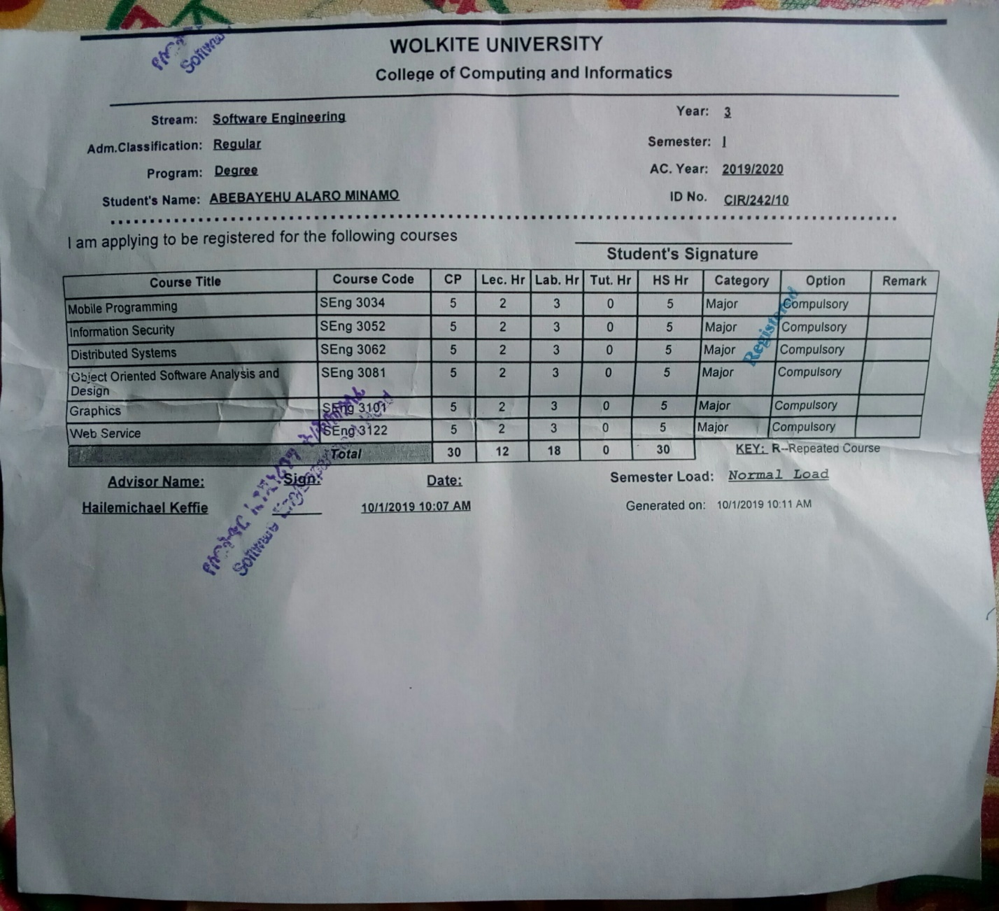 WOLKITE UNIVERSITY
College of Computing and Informatics
Stream: Software Engineering
Year: 3
Adm.Classification: Regular
Semester: I
Program: Degree
AC. Year: 2019/2020
Student's Name: ABEBAYEHU ALARO MINAMO
ID No. CIR/242/10
I am applying to be registered for the following courses
Student's Signature
Course Title Course Code CP Lec. Hr Lab. Hr Tut. Hr HS Hr Category Option Remark
Mobile Programming SEng 3034 5 2 3 0 5 Major Compulsory
Information Security SEng 3052 5 2 3 0 5 Major Compulsory
Distributed Systems SEng 3062 5 2 3 0 5 Major Compulsory
Object Oriented Software Analysis and Design SEng 3081 5 2 3 0 5 Major Compulsory
Graphics SEng 3101 5 2 3 0 5 Major Compulsory
Web Service SEng 3122 5 2 3 0 5 Major Compulsory
Total 30 12 18 0 30
KEY: R--Repeated Course
Registered
Advisor Name: Sign: Date:
Semester Load: Normal Load
Hailemichael Keffie 10/1/2019 10:07 AM
Generated on: 10/1/2019 10:11 AM
Software